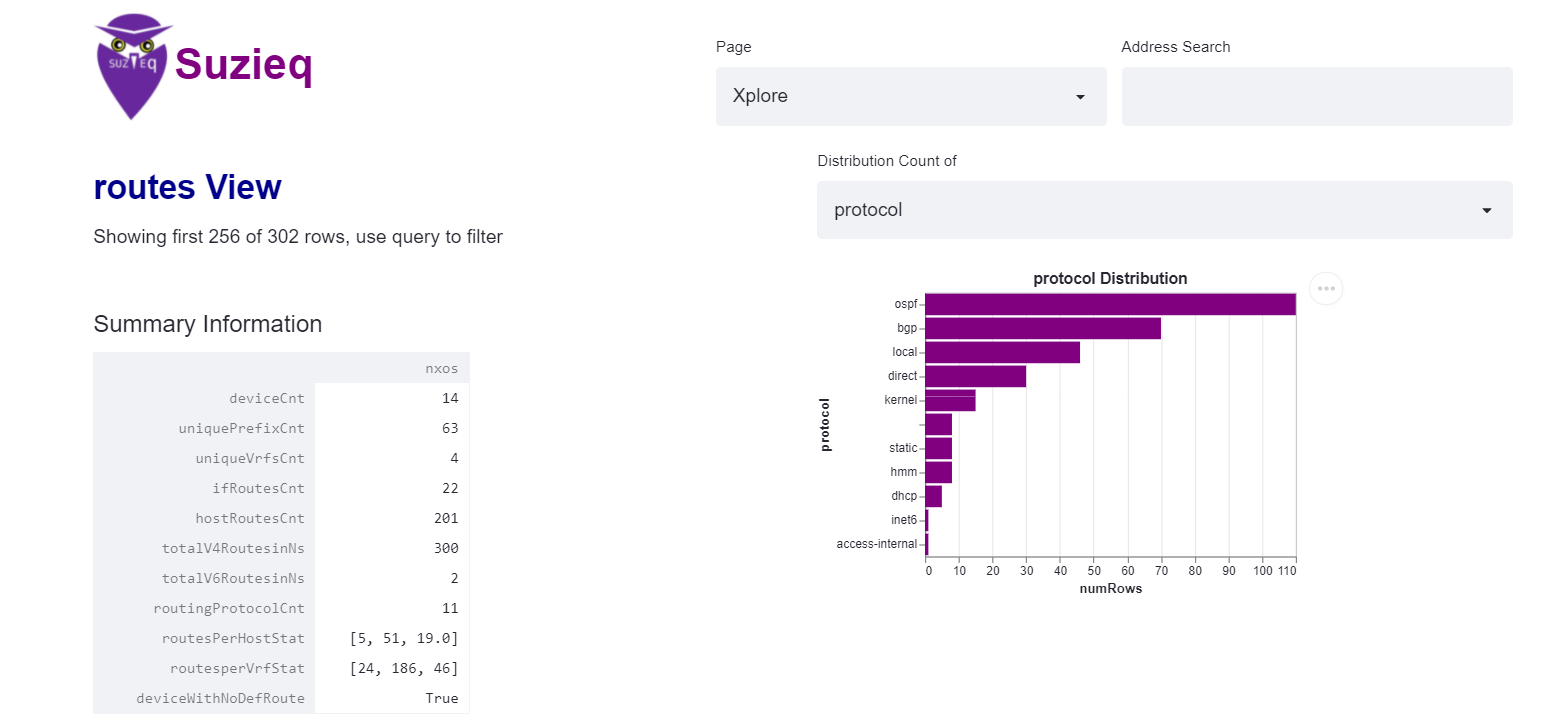 SUZIEQ
Suzieq
Page
Address Search
Xplore
Distribution Count of
protocol
routes View
Showing first 256 of 302 rows, use query to filter
Summary Information
nxos
deviceCnt 14
uniquePrefixCnt 63
uniqueVrfsCnt 4
ifRoutesCnt 22
hostRoutesCnt 201
totalV4RoutesinNs 300
totalV6RoutesinNs 2
routingProtocolCnt 11
routesPerHostStat [5, 51, 19.0]
routesperVrfStat [24, 186, 46]
deviceWithNoDefRoute True
protocol Distribution
protocol
ospf
bgp
local
direct
kernel
static
hmm
dhcp
inet6
access-internal
0 10 20 30 40 50 60 70 80 90 100 110
numRows